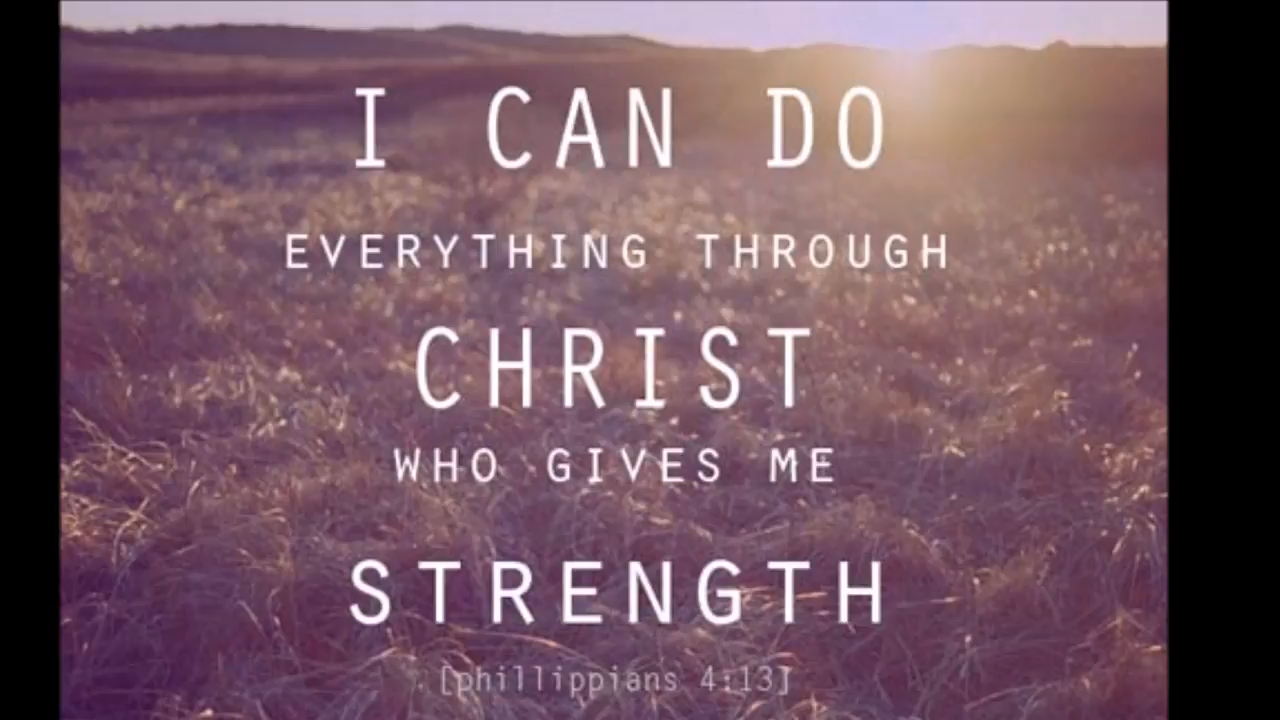 I CAN DO
EVERYTHING THROUGH
CHRIST
WHO GIVES ME
STRENGTH
[phillippians 4:13]